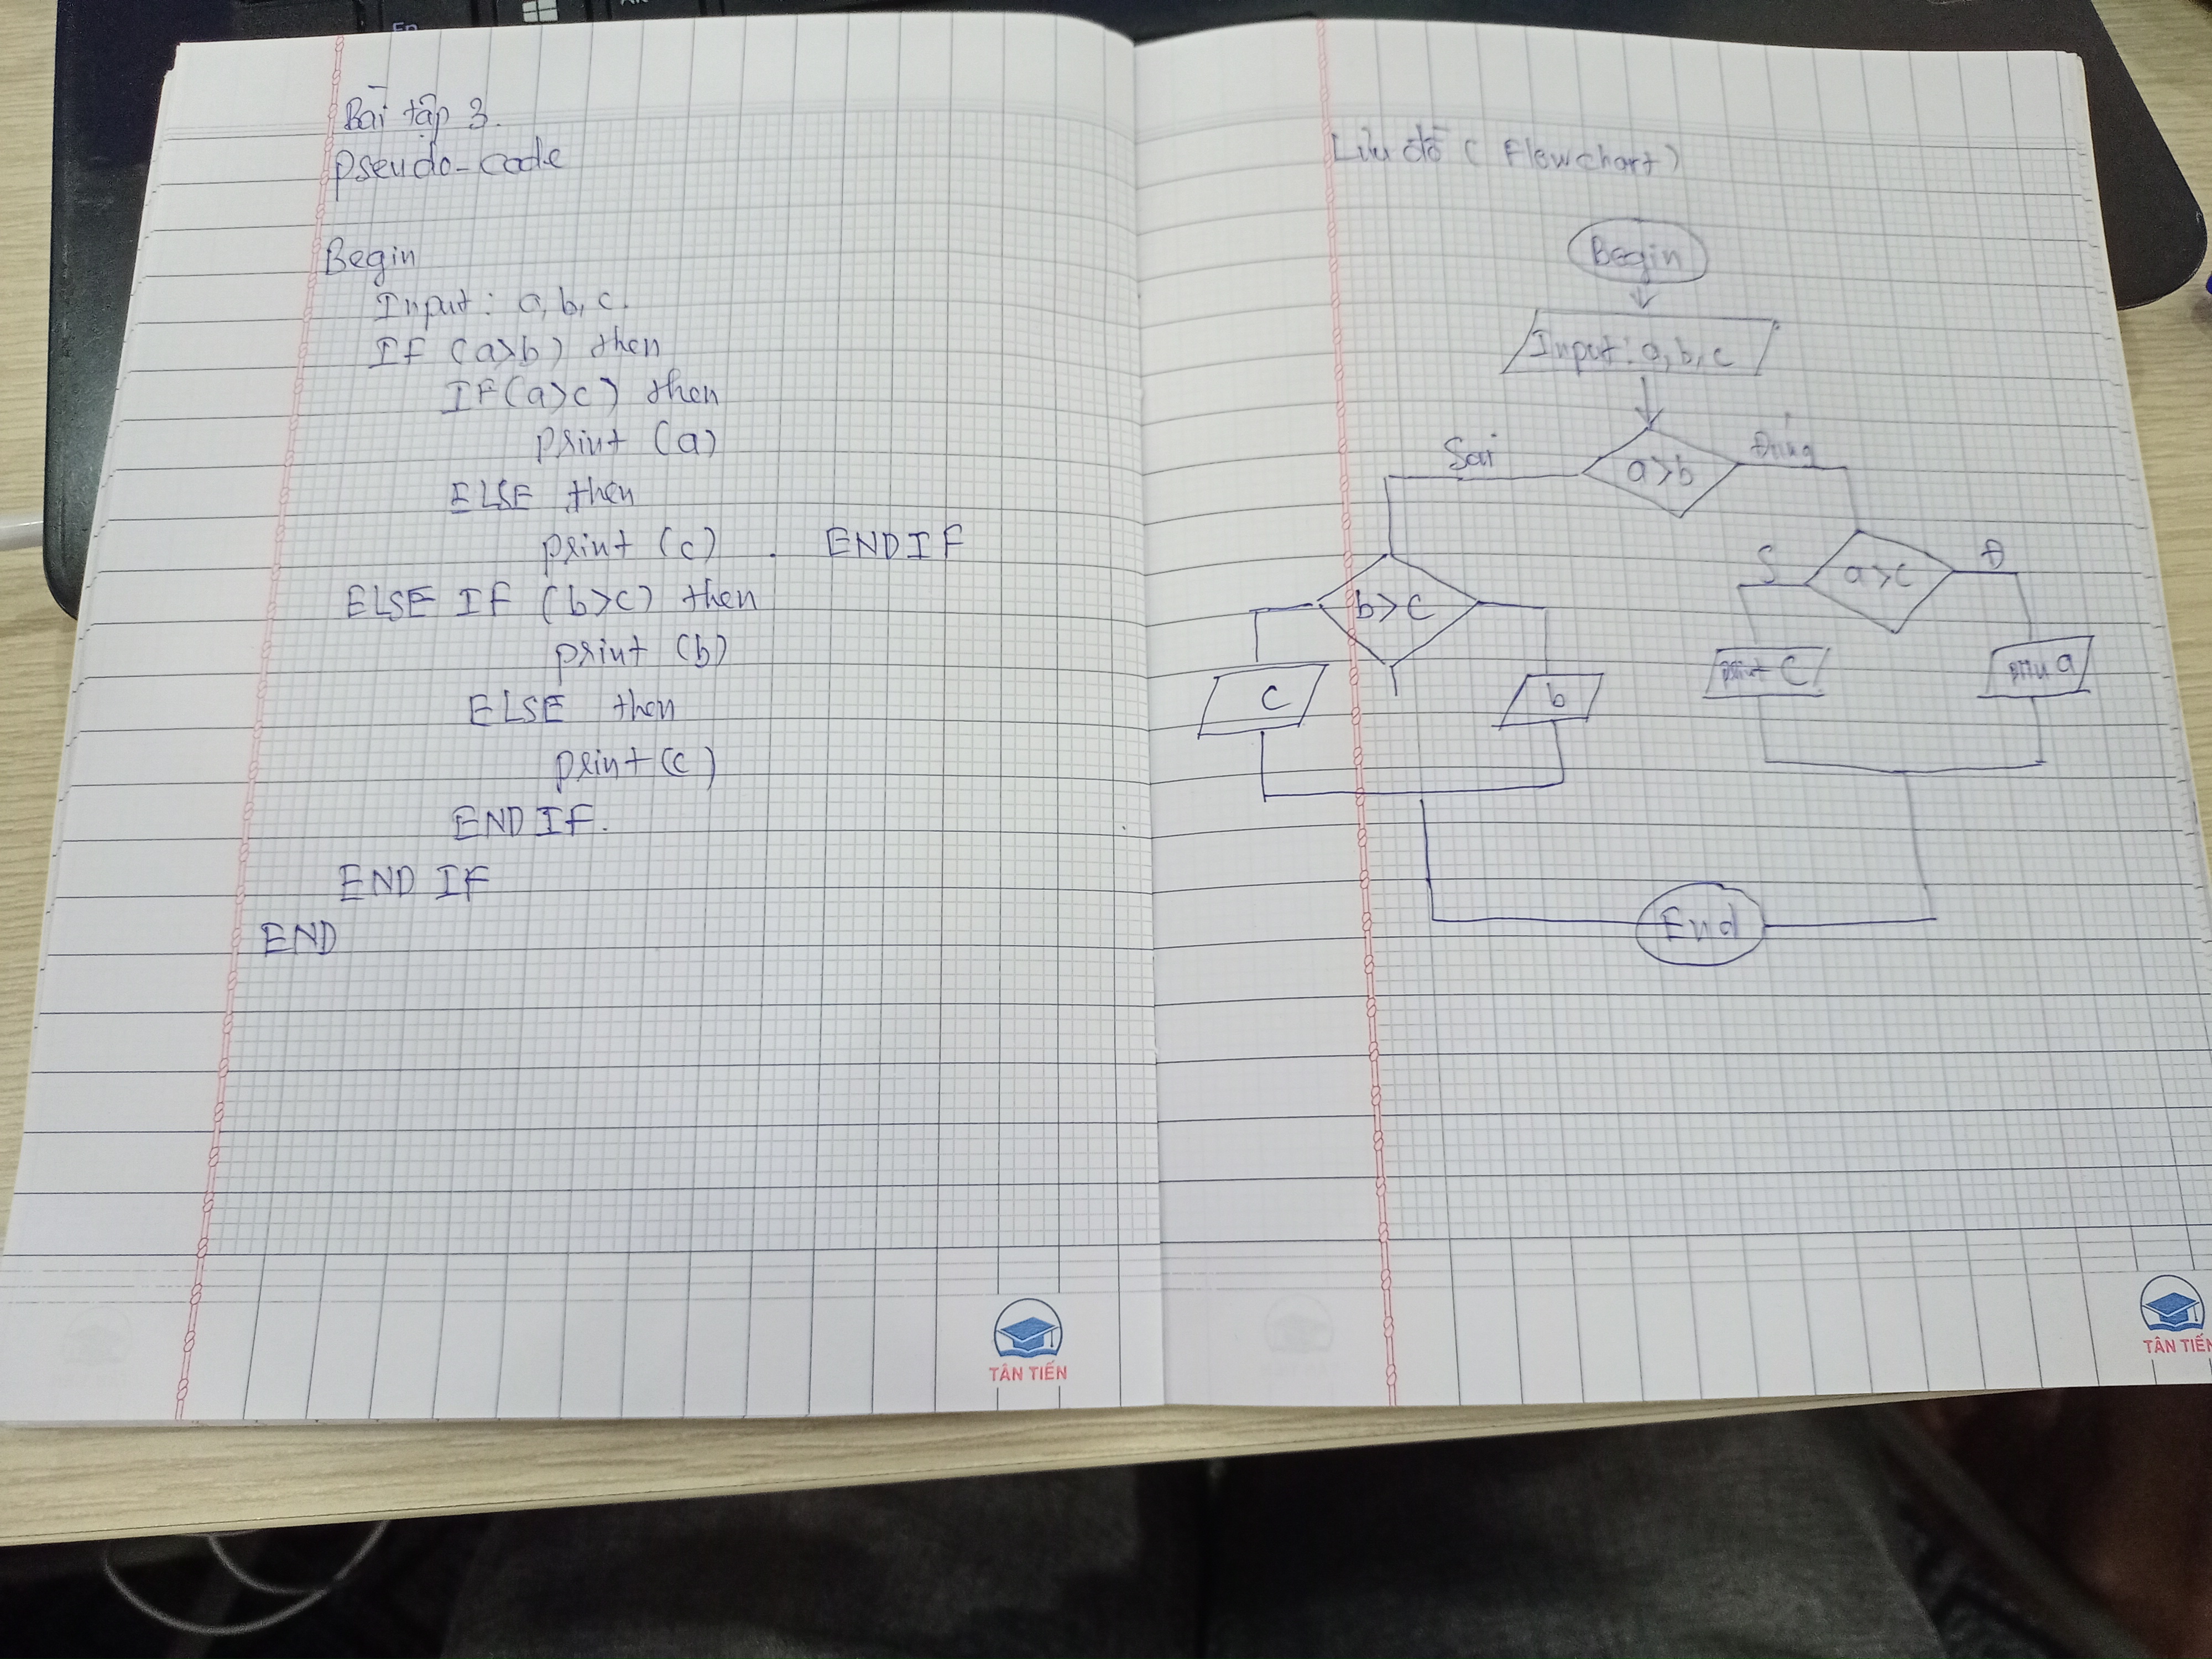 Bài tập 3.
Pseudo-code
Begin
Input: a, b, c.
IF (a>b) then
IF (a>c) then
print (a)
ELSE then
print (c) . ENDIF
ELSE IF (b>c) then
print (b)
ELSE then
print (c)
END IF.
END IF
END
TÂN TIẾN
Lưu đồ ( Flowchart)
Begin
Input: a, b, c
a>b
Sai
Đúng
b>c
S
a>c
Đ
c
b
print C
a
End
TÂN TIẾN